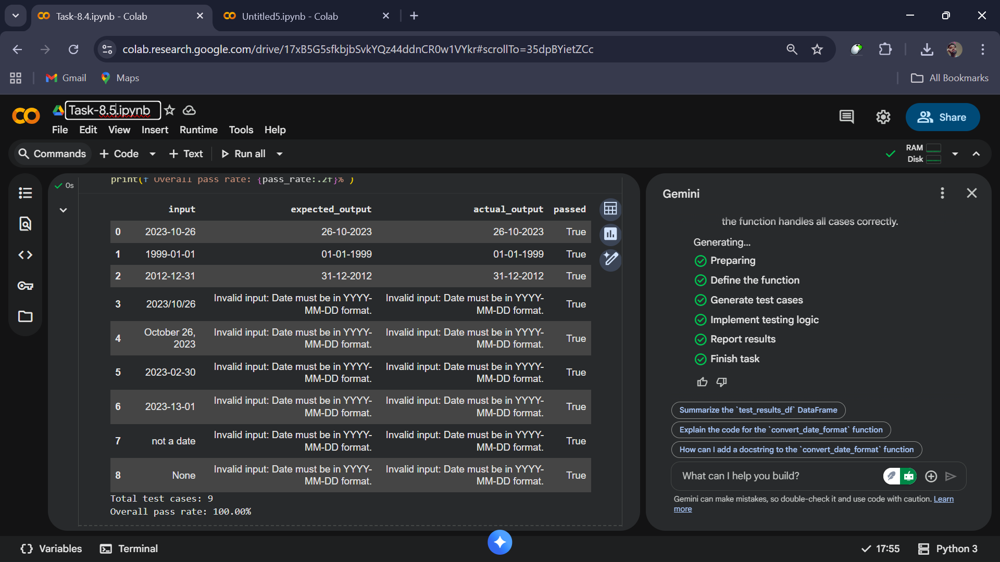 Task-8.4.ipynb - Colab
Untitled5.ipynb - Colab
colab.research.google.com/drive/17xB5G5sfkbjbSvkYQz44ddnCR0w1VYkr#scrollTo=35dpBYietZCc
Gmail
Maps
All Bookmarks
Task-8.5.ipynb
File Edit View Insert Runtime Tools Help
Share
Commands + Code + Text Run all
RAM
Disk
0s
print(f"Overall pass rate: {pass_rate:.2f}%")
input expected_output actual_output passed
0 2023-10-26 26-10-2023 26-10-2023 True
1 1999-01-01 01-01-1999 01-01-1999 True
2 2012-12-31 31-12-2012 31-12-2012 True
3 2023/10/26 Invalid input: Date must be in YYYY- Invalid input: Date must be in YYYY- True
MM-DD format. MM-DD format.
4 October 26, Invalid input: Date must be in YYYY- Invalid input: Date must be in YYYY- True
2023 MM-DD format. MM-DD format.
5 2023-02-30 Invalid input: Date must be in YYYY- Invalid input: Date must be in YYYY- True
MM-DD format. MM-DD format.
6 2023-13-01 Invalid input: Date must be in YYYY- Invalid input: Date must be in YYYY- True
MM-DD format. MM-DD format.
7 not a date Invalid input: Date must be in YYYY- Invalid input: Date must be in YYYY- True
MM-DD format. MM-DD format.
8 None Invalid input: Date must be in YYYY- Invalid input: Date must be in YYYY- True
MM-DD format. MM-DD format.
Total test cases: 9
Overall pass rate: 100.00%
Gemini
the function handles all cases correctly.
Generating...
Preparing
Define the function
Generate test cases
Implement testing logic
Report results
Finish task
Summarize the `test_results_df` DataFrame
Explain the code for the `convert_date_format` function
How can I add a docstring to the `convert_date_format` function
What can I help you build?
Gemini can make mistakes, so double-check it and use code with caution. Learn
more
{} Variables
Terminal
17:55
Python 3